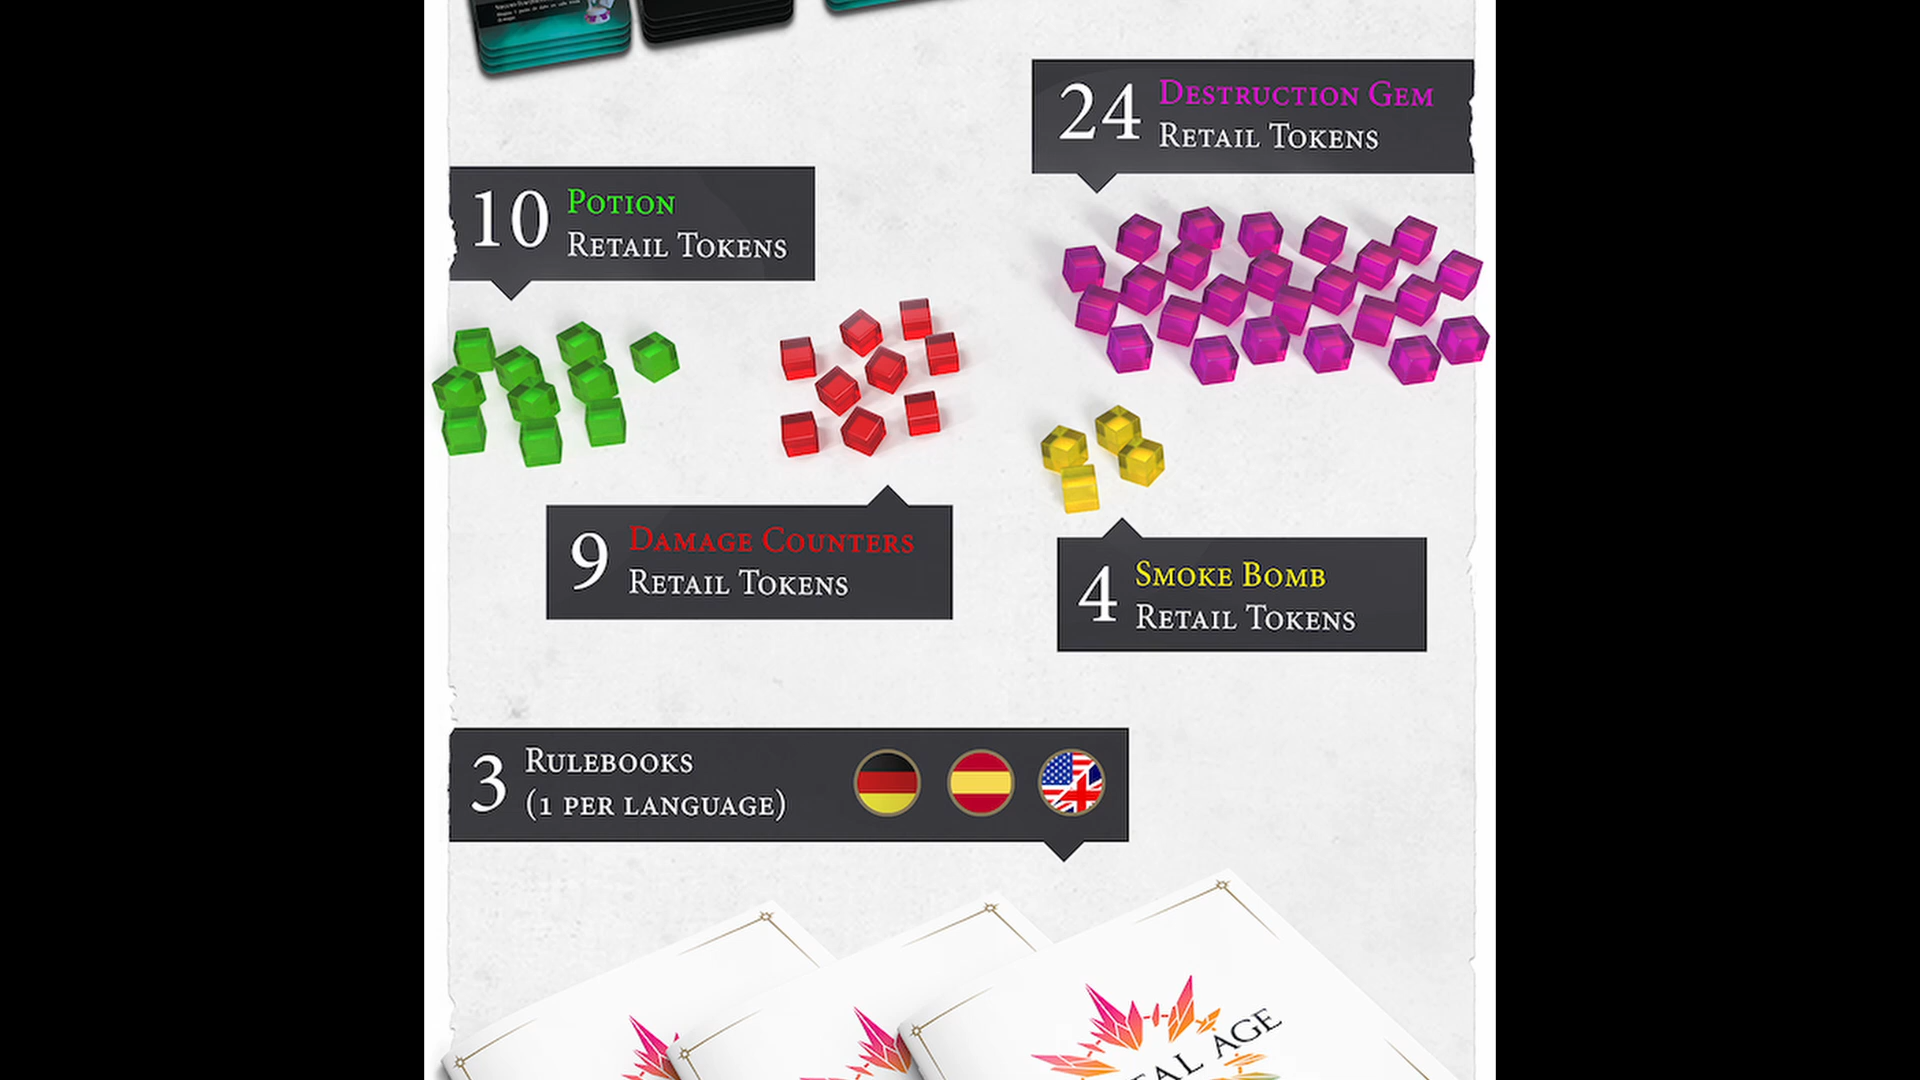 24 Destruction Gem
Retail Tokens
10 Potion
Retail Tokens
9 Damage Counters
Retail Tokens
4 Smoke Bomb
Retail Tokens
3 Rulebooks
(1 per language)
AGE